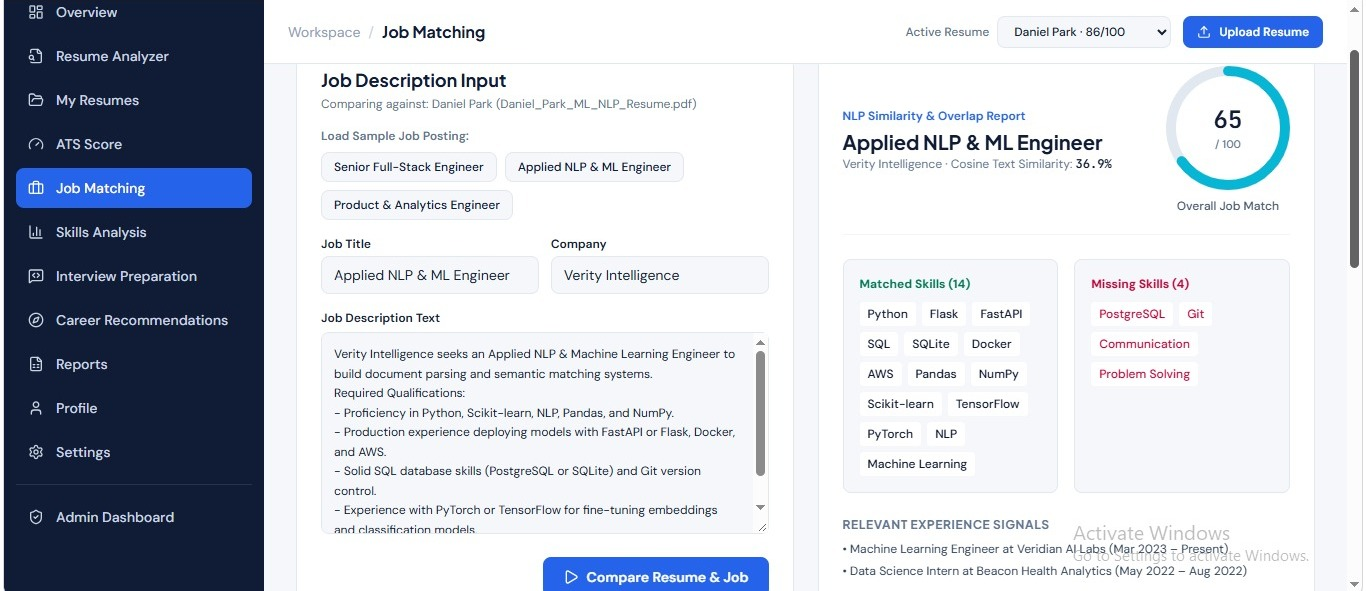 Overview
Resume Analyzer
My Resumes
ATS Score
Job Matching
Skills Analysis
Interview Preparation
Career Recommendations
Reports
Profile
Settings
Admin Dashboard
Workspace / Job Matching
Active Resume
Daniel Park · 86/100
Upload Resume
Job Description Input
Comparing against: Daniel Park (Daniel_Park_ML_NLP_Resume.pdf)
Load Sample Job Posting:
Senior Full-Stack Engineer
Applied NLP & ML Engineer
Product & Analytics Engineer
Job Title
Applied NLP & ML Engineer
Company
Verity Intelligence
Job Description Text
Verity Intelligence seeks an Applied NLP & Machine Learning Engineer to
build document parsing and semantic matching systems.
Required Qualifications:
- Proficiency in Python, Scikit-learn, NLP, Pandas, and NumPy.
- Production experience deploying models with FastAPI or Flask, Docker,
and AWS.
- Solid SQL database skills (PostgreSQL or SQLite) and Git version
control.
- Experience with PyTorch or TensorFlow for fine-tuning embeddings
and classification models.
Compare Resume & Job
NLP Similarity & Overlap Report
Applied NLP & ML Engineer
Verity Intelligence · Cosine Text Similarity: 36.9%
65
/ 100
Overall Job Match
Matched Skills (14)
Python Flask FastAPI
SQL SQLite Docker
AWS Pandas NumPy
Scikit-learn TensorFlow
PyTorch NLP
Machine Learning
Missing Skills (4)
PostgreSQL Git
Communication
Problem Solving
RELEVANT EXPERIENCE SIGNALS
• Machine Learning Engineer at Veridian AI Labs (Mar 2023 – Present)
• Data Science Intern at Beacon Health Analytics (May 2022 – Aug 2022)
Activate Windows
Go to Settings to activate Windows.